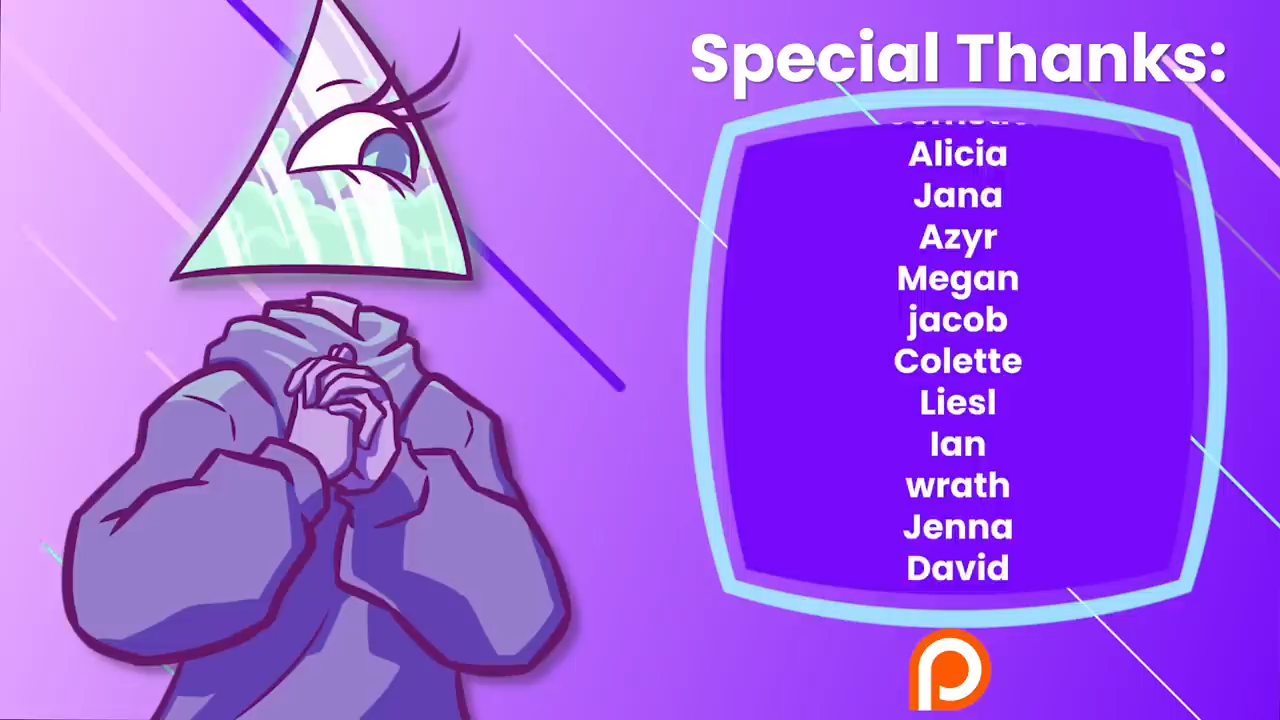 Special Thanks:
Alicia
Jana
Azyr
Megan
jacob
Colette
Liesl
Ian
wrath
Jenna
David